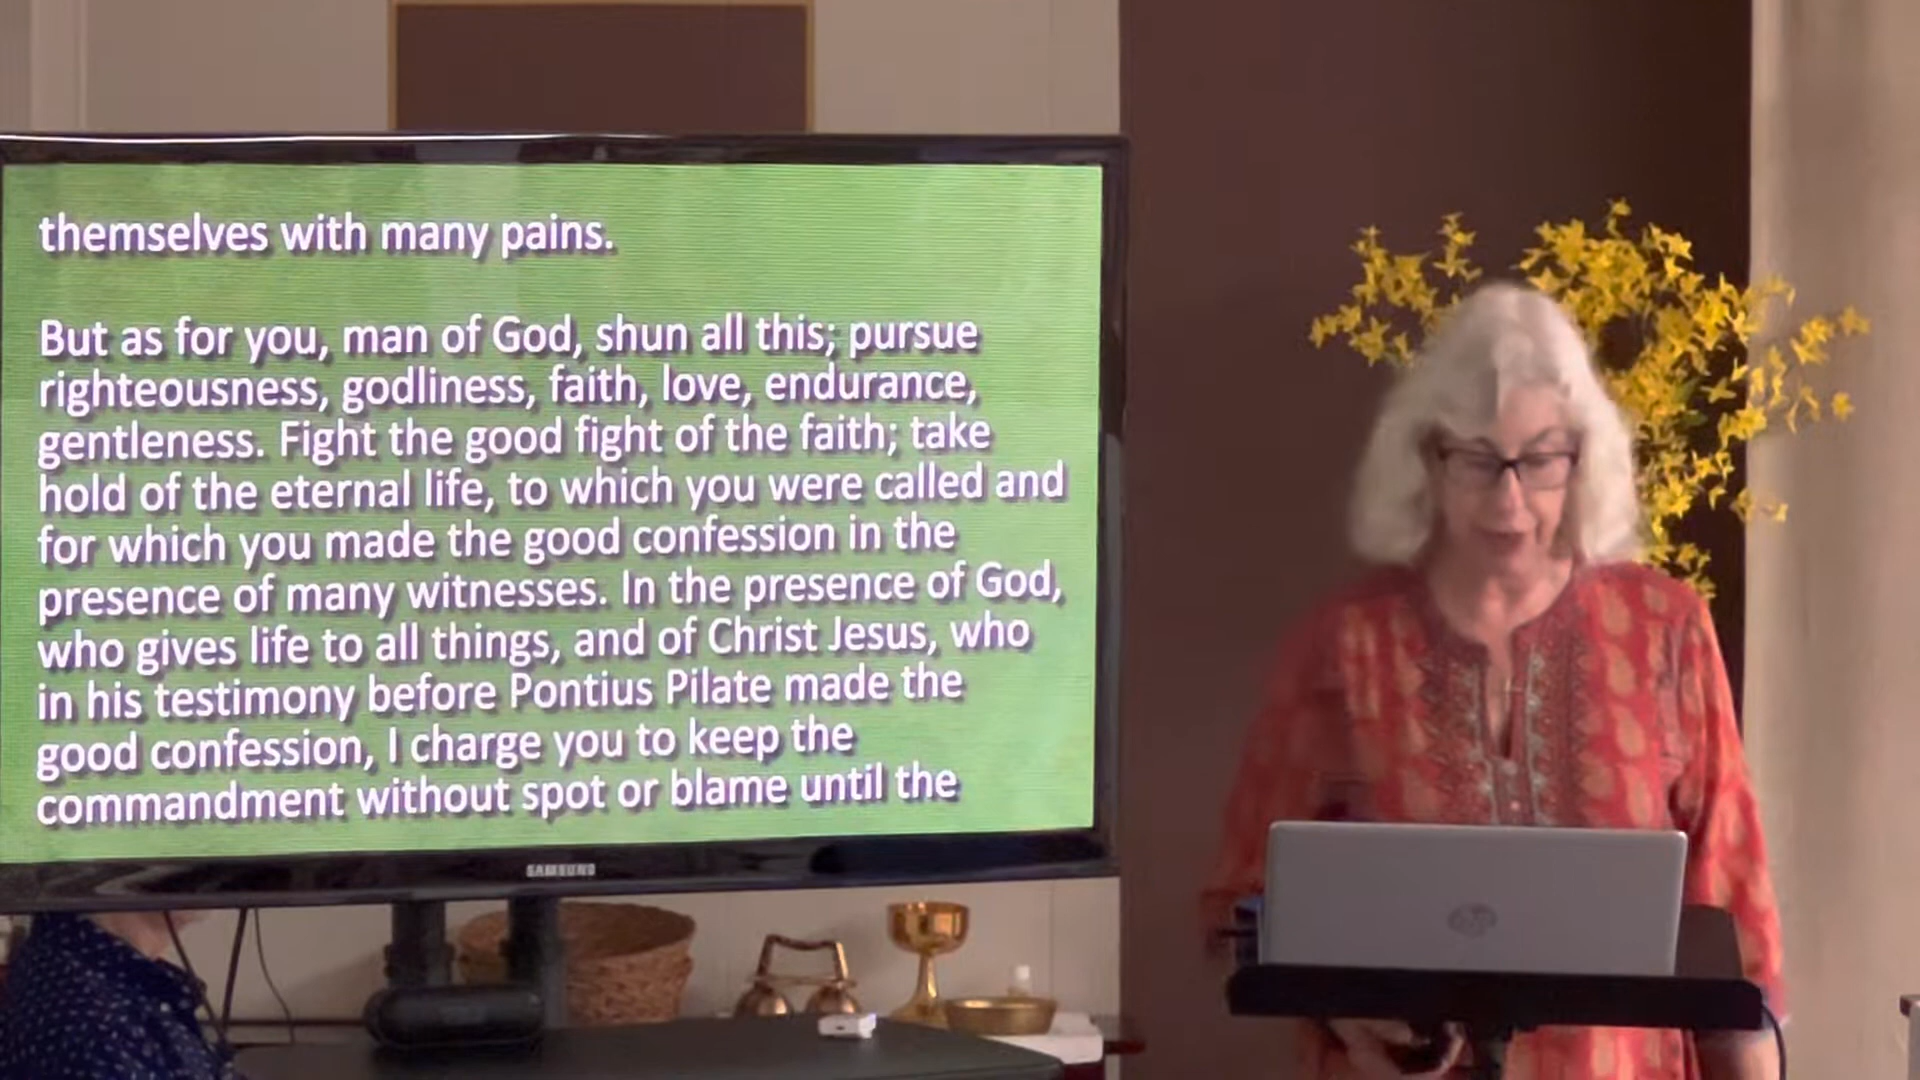 themselves with many pains.
But as for you, man of God, shun all this; pursue
righteousness, godliness, faith, love, endurance,
gentleness. Fight the good fight of the faith; take
hold of the eternal life, to which you were called and
for which you made the good confession in the
presence of many witnesses. In the presence of God,
who gives life to all things, and of Christ Jesus, who
in his testimony before Pontius Pilate made the
good confession, I charge you to keep the
commandment without spot or blame until the
SAMSUNG
hp